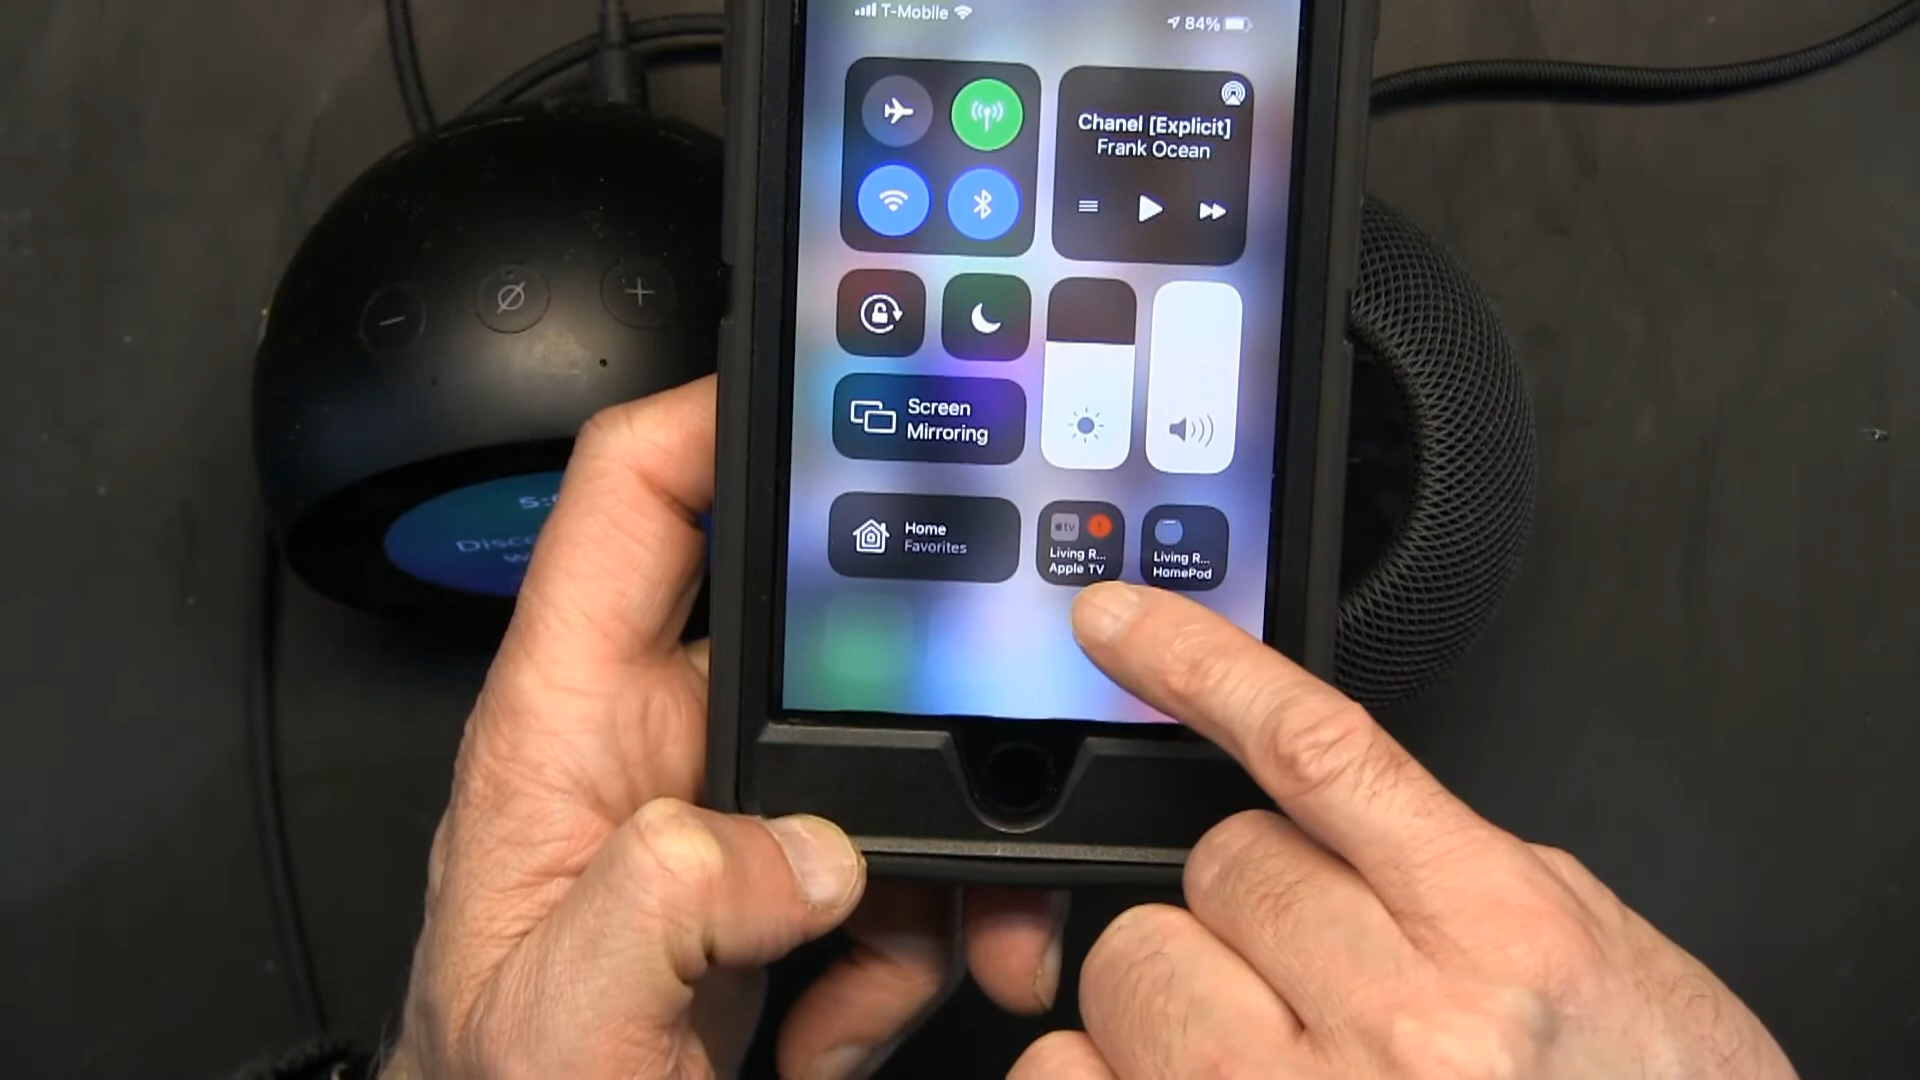 T-Mobile
84%
Chanel [Explicit]
Frank Ocean
Screen
Mirroring
Home
Favorites
tv
Living R...
Apple TV
Living R...
HomePod